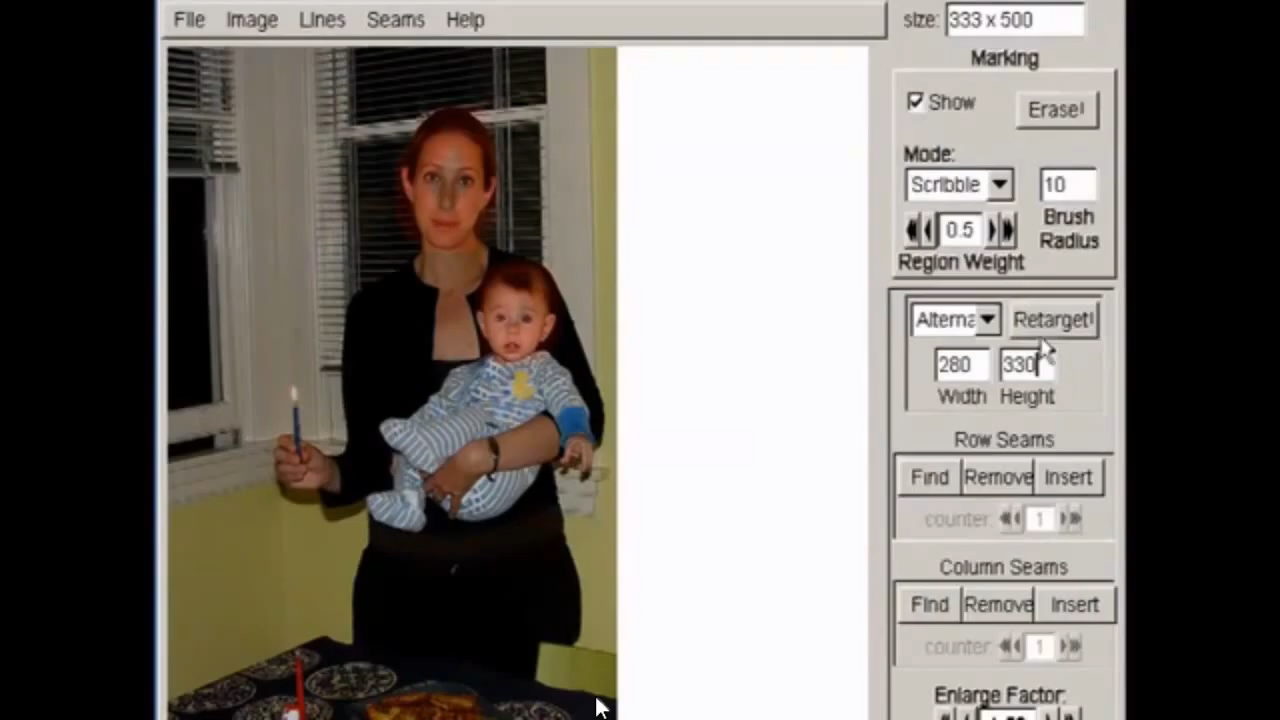 File Image Lines Seams Help
size: 333 x 500
Marking
Show Erase!
Mode:
Scribble 10
0.5 Brush
Radius
Region Weight
Alterna Retarget!
280 330
Width Height
Row Seams
Find Remove Insert
counter: 1
Column Seams
Find Remove Insert
counter: 1
Enlarge Factor: